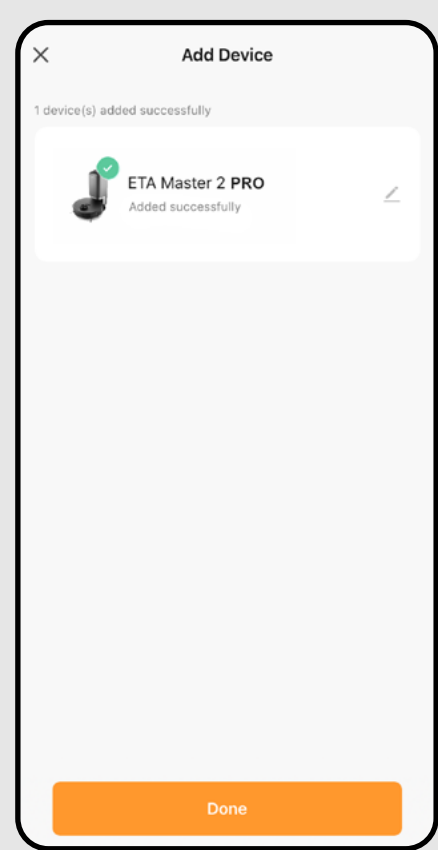 Add Device
1 device(s) added successfully
ETA Master 2 PRO
Added successfully
Done